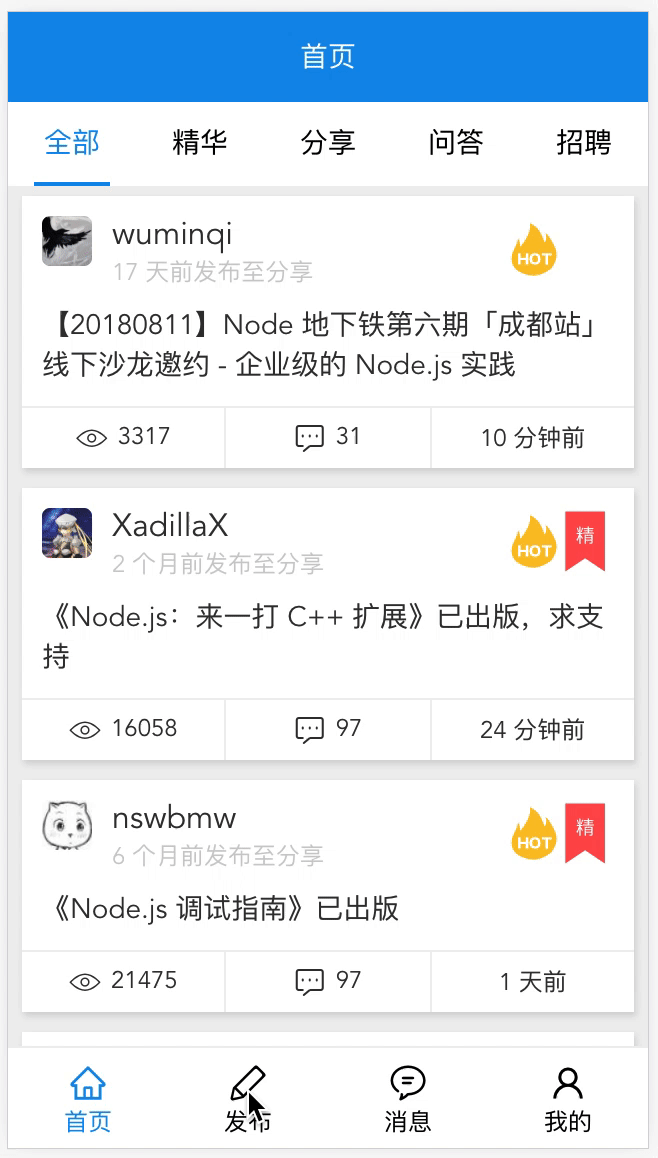 首页
全部 精华 分享 问答 招聘
wuminqi
HOT
17 天前发布至分享
【20180811】Node 地下铁第六期「成都站」
线下沙龙邀约 - 企业级的 Node.js 实践
3317 31 10 分钟前
XadillaX
HOT 精
2 个月前发布至分享
《Node.js：来一打 C++ 扩展》已出版，求支
持
16058 97 24 分钟前
nswbmw
HOT 精
6 个月前发布至分享
《Node.js 调试指南》已出版
21475 97 1 天前
首页 发布 消息 我的